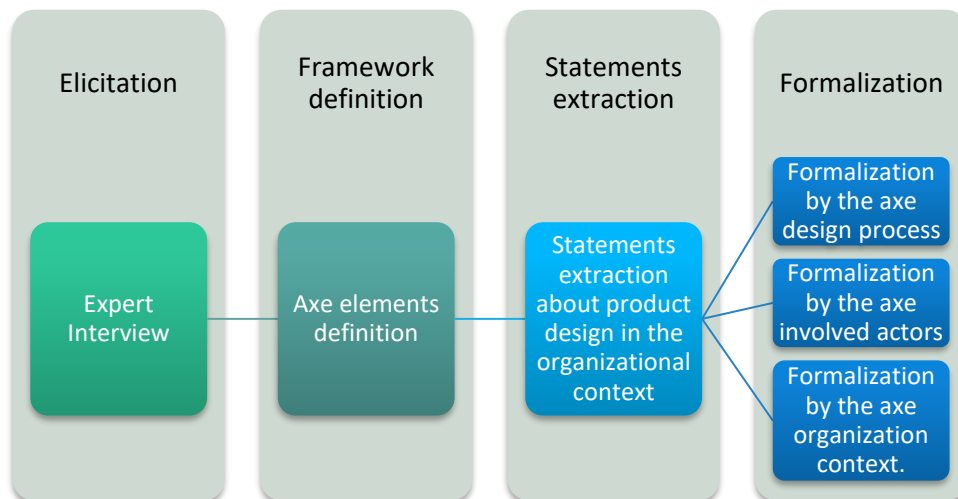 Elicitation
Framework
definition
Statements
extraction
Formalization
Expert
Interview
Axe elements
definition
Statements
extraction
about product
design in the
organizational
context
Formalization
by the axe
design process
Formalization
by the axe
involved actors
Formalization
by the axe
organization
context.